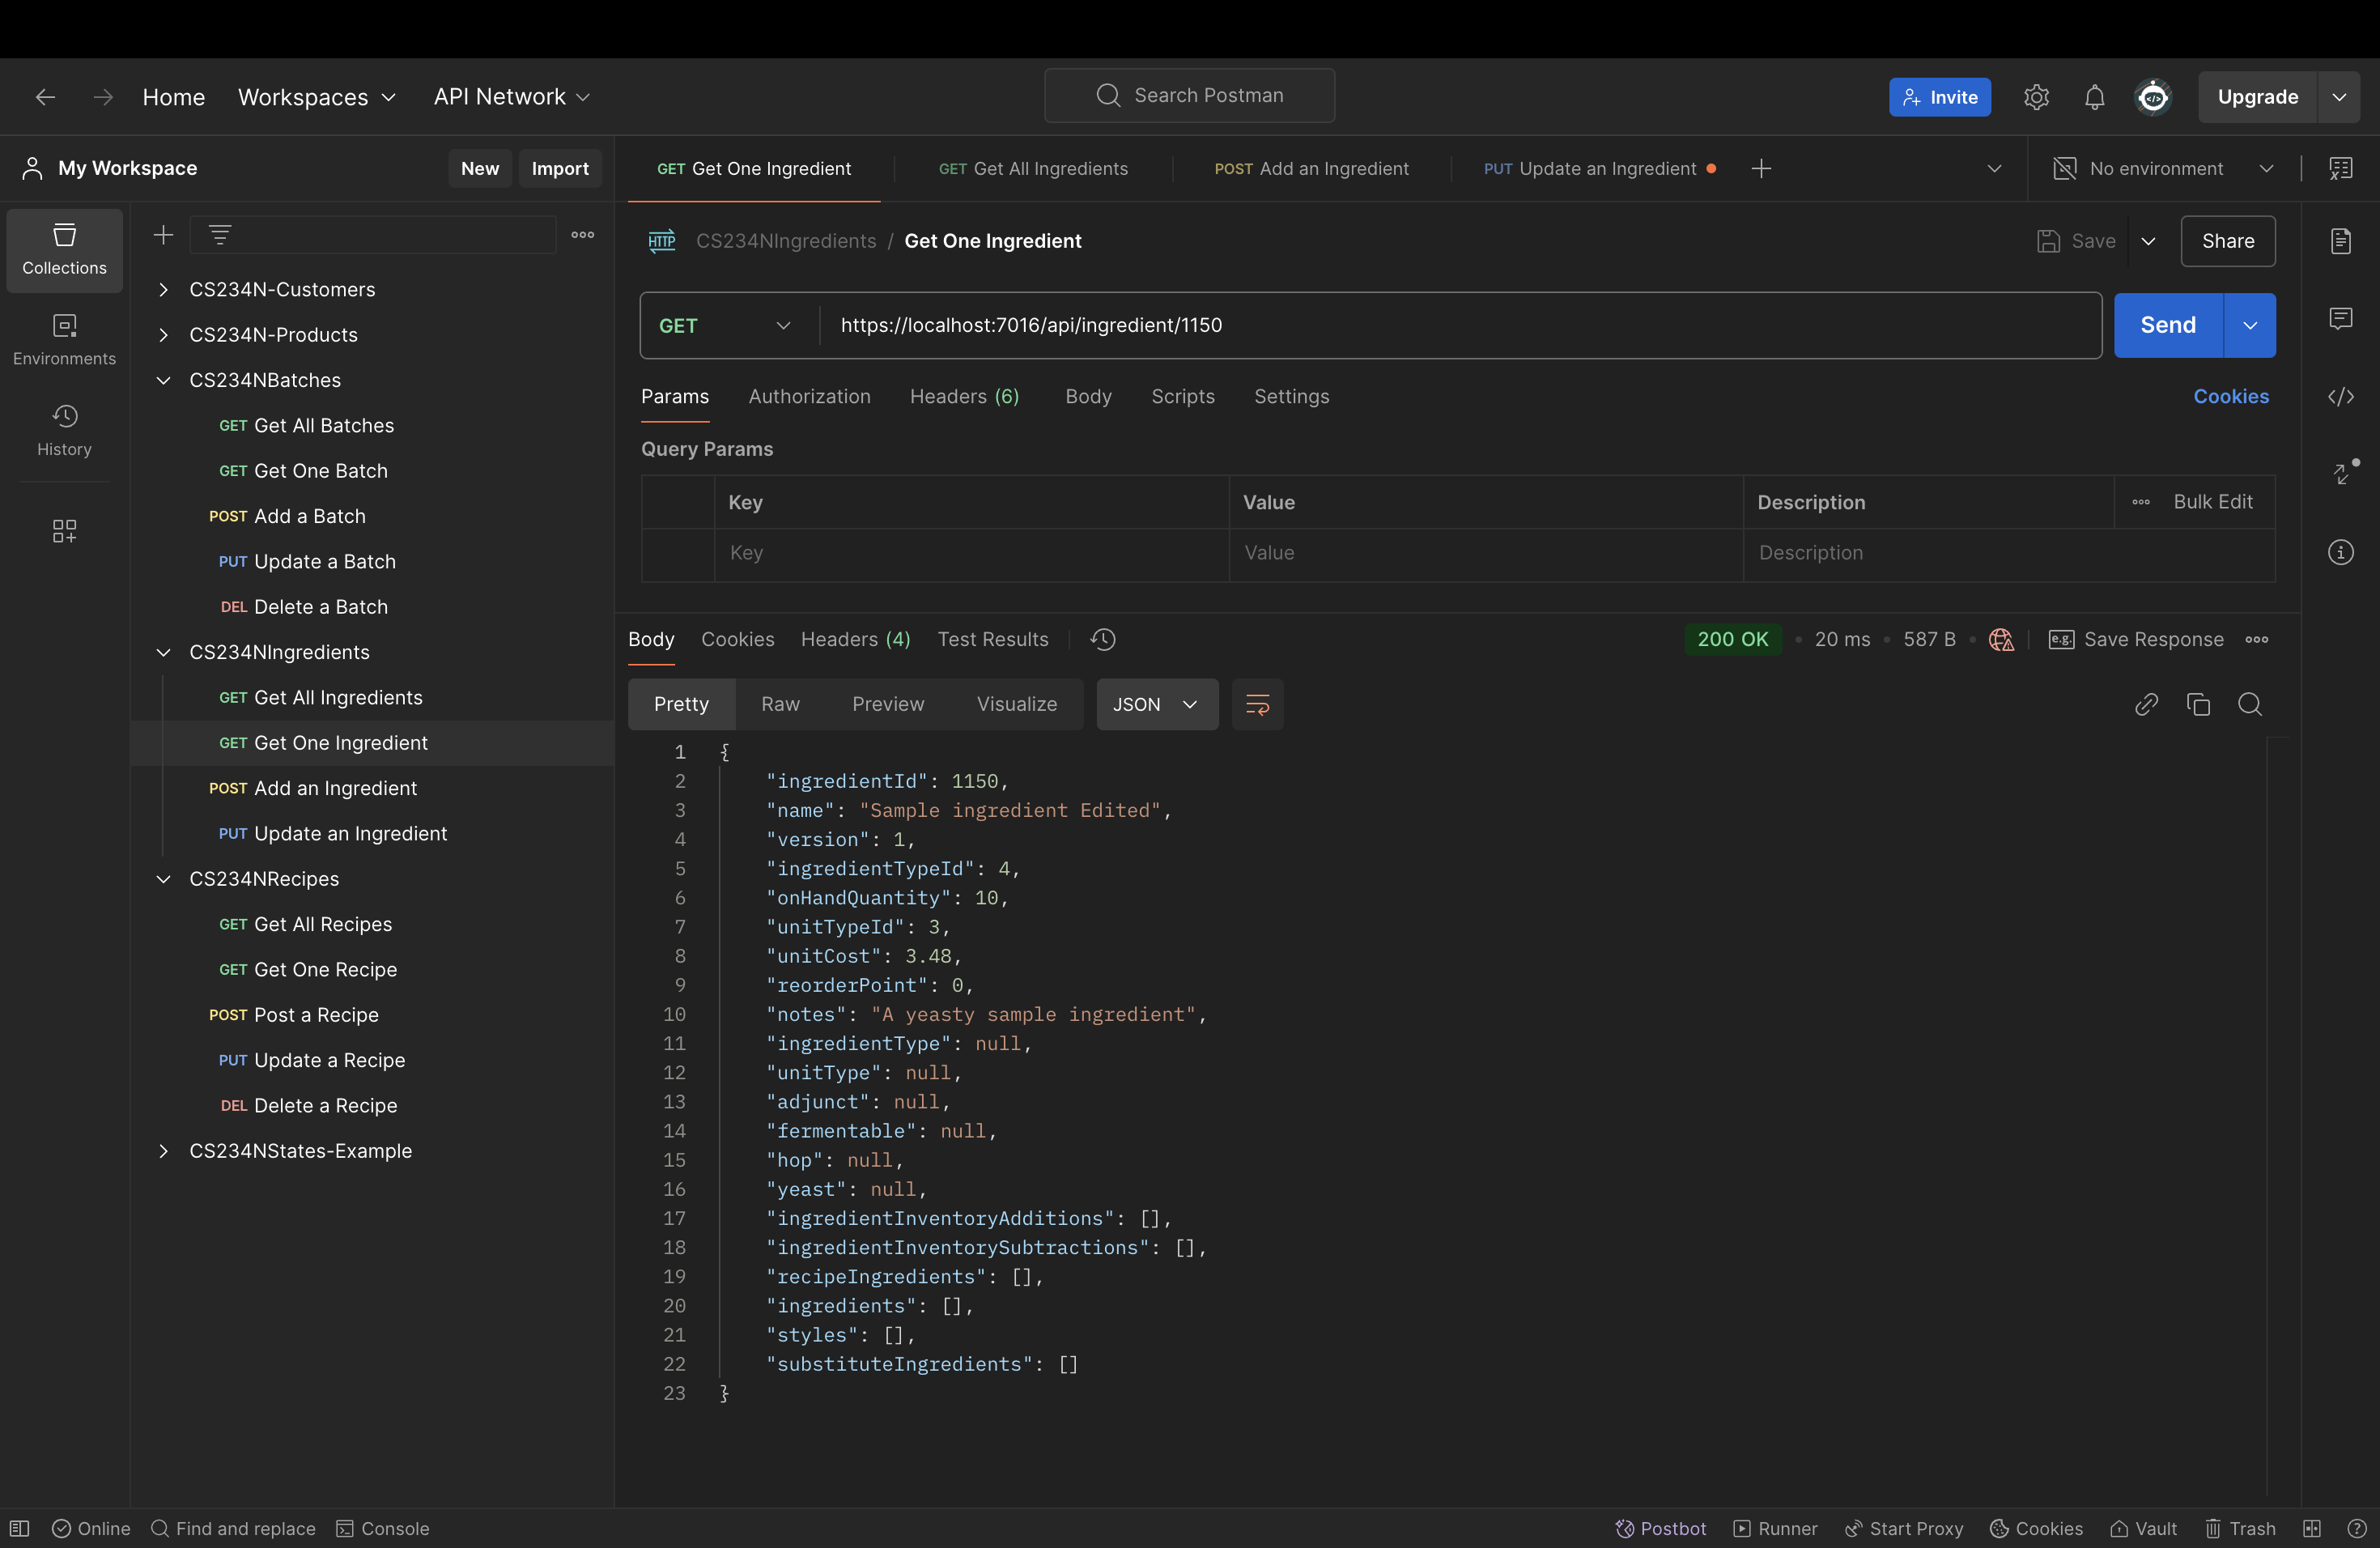 Home Workspaces API Network Search Postman Invite Upgrade
My Workspace New Import
GET Get One Ingredient GET Get All Ingredients POST Add an Ingredient PUT Update an Ingredient No environment
Collections
Environments
History
CS234N-Customers
CS234N-Products
CS234NBatches
GET Get All Batches
GET Get One Batch
POST Add a Batch
PUT Update a Batch
DEL Delete a Batch
CS234NIngredients
GET Get All Ingredients
GET Get One Ingredient
POST Add an Ingredient
PUT Update an Ingredient
CS234NRecipes
GET Get All Recipes
GET Get One Recipe
POST Post a Recipe
PUT Update a Recipe
DEL Delete a Recipe
CS234NStates-Example
HTTP CS234NIngredients / Get One Ingredient Save Share
GET https://localhost:7016/api/ingredient/1150 Send
Params Authorization Headers (6) Body Scripts Settings Cookies
Query Params
Key Value Description Bulk Edit
Key Value Description
Body Cookies Headers (4) Test Results 200 OK • 20 ms • 587 B • e.g. Save Response
Pretty Raw Preview Visualize JSON
1 {
2 "ingredientId": 1150,
3 "name": "Sample ingredient Edited",
4 "version": 1,
5 "ingredientTypeId": 4,
6 "onHandQuantity": 10,
7 "unitTypeId": 3,
8 "unitCost": 3.48,
9 "reorderPoint": 0,
10 "notes": "A yeasty sample ingredient",
11 "ingredientType": null,
12 "unitType": null,
13 "adjunct": null,
14 "fermentable": null,
15 "hop": null,
16 "yeast": null,
17 "ingredientInventoryAdditions": [],
18 "ingredientInventorySubtractions": [],
19 "recipeIngredients": [],
20 "ingredients": [],
21 "styles": [],
22 "substituteIngredients": []
23 }
Online Find and replace Console Postbot Runner Start Proxy Cookies Vault Trash